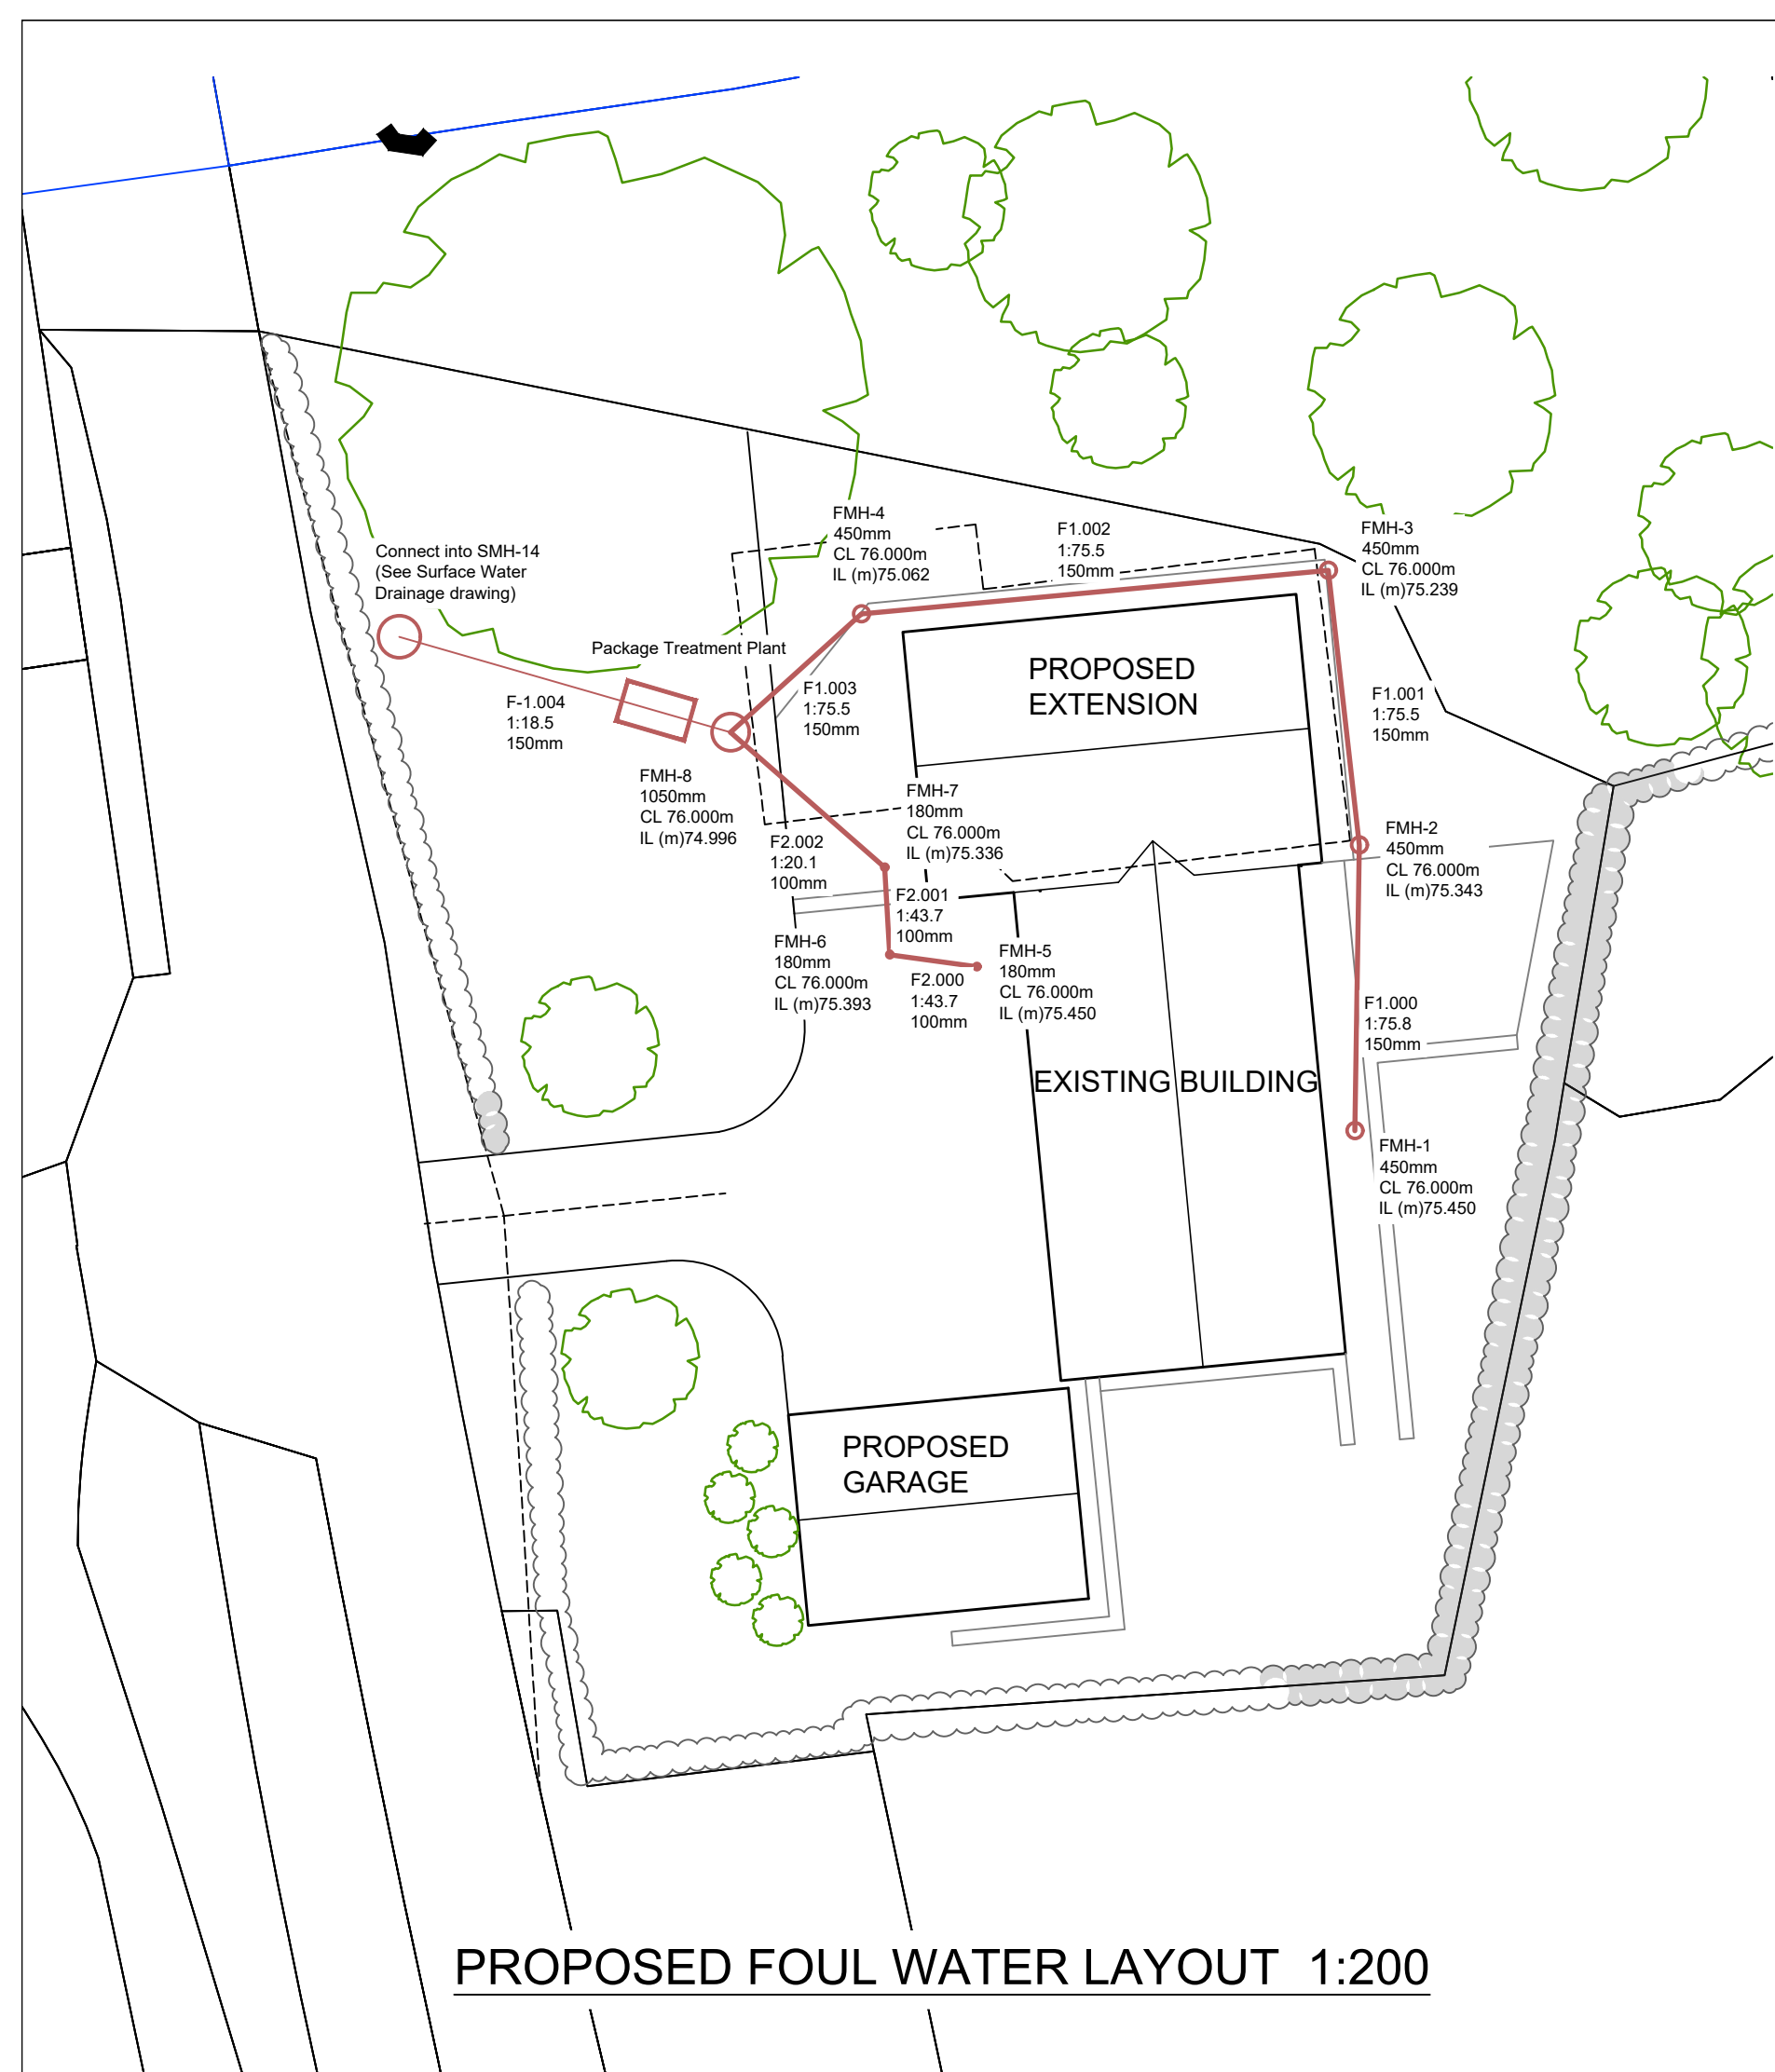 FMH-4
450mm
CL 76.000m
IL (m)75.062
F1.002
1:75.5
150mm
FMH-3
450mm
CL 76.000m
IL (m)75.239
Connect into SMH-14
(See Surface Water
Drainage drawing)
Package Treatment Plant
PROPOSED
EXTENSION
F-1.004
1:18.5
150mm
F1.003
1:75.5
150mm
F1.001
1:75.5
150mm
FMH-8
1050mm
CL 76.000m
IL (m)74.996
FMH-7
180mm
CL 76.000m
IL (m)75.336
F2.002
1:20.1
100mm
FMH-2
450mm
CL 76.000m
IL (m)75.343
F2.001
1:43.7
100mm
FMH-6
180mm
CL 76.000m
IL (m)75.393
FMH-5
180mm
CL 76.000m
IL (m)75.450
F2.000
1:43.7
100mm
F1.000
1:75.8
150mm
EXISTING BUILDING
FMH-1
450mm
CL 76.000m
IL (m)75.450
PROPOSED
GARAGE
PROPOSED FOUL WATER LAYOUT 1:200